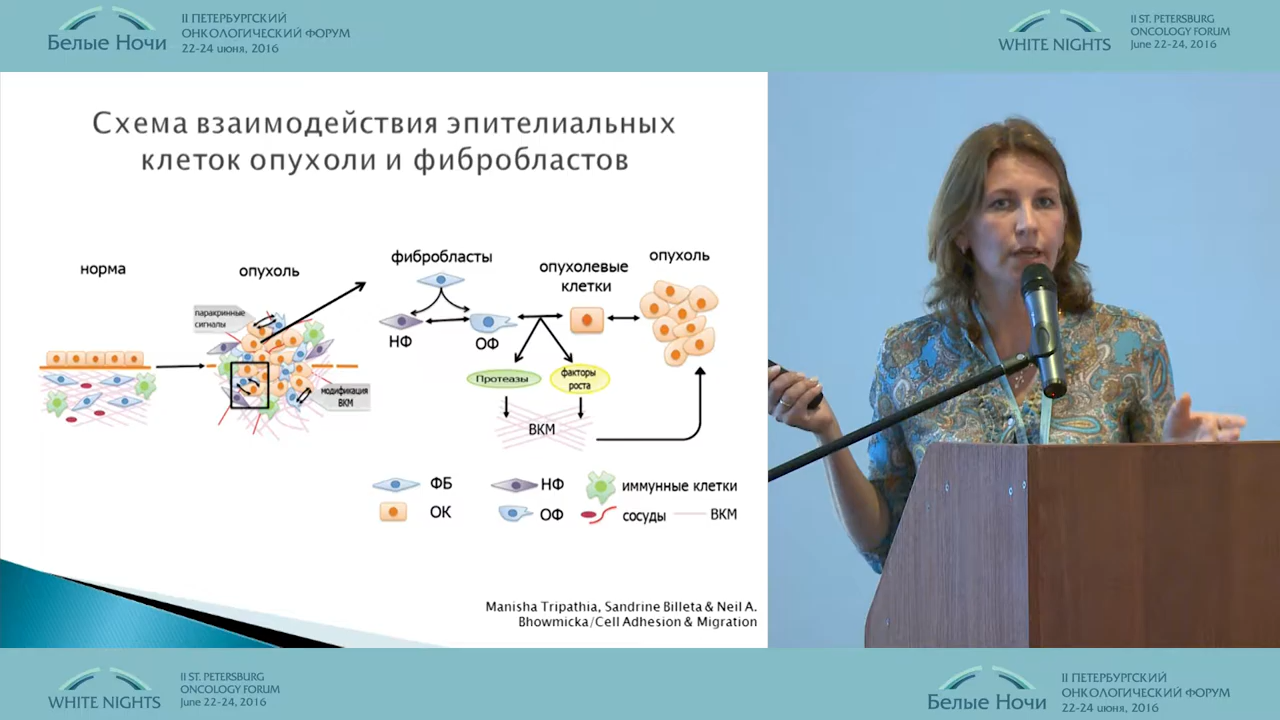 Белые Ночи
II ПЕТЕРБУРГСКИЙ
ОНКОЛОГИЧЕСКИЙ ФОРУМ
22-24 июня, 2016
WHITE NIGHTS
II ST. PETERSBURG
ONCOLOGY FORUM
June 22-24, 2016
Схема взаимодействия эпителиальных
клеток опухоли и фибробластов
норма
опухоль
паракринные
сигналы
модификация
ВКМ
фибробласты
НФ
ОФ
опухолевые
клетки
опухоль
Протеазы
факторы
роста
ВКМ
ФБ
НФ
иммунные клетки
ОК
ОФ
сосуды
ВКМ
Manisha Tripathia, Sandrine Billeta & Neil A.
Bhowmicka/Cell Adhesion & Migration
WHITE NIGHTS
II ST. PETERSBURG
ONCOLOGY FORUM
June 22-24, 2016
Белые Ночи
II ПЕТЕРБУРГСКИЙ
ОНКОЛОГИЧЕСКИЙ ФОРУМ
22-24 июня, 2016